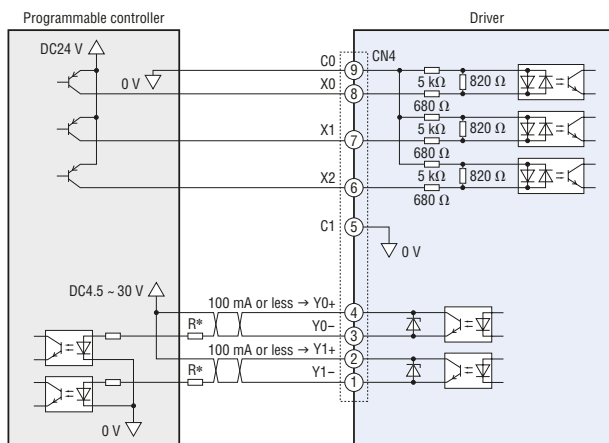 Programmable controller
Driver
DC24 V
0 V
C0
9
CN4
X0
8
5 kΩ
820 Ω
680 Ω
X1
7
5 kΩ
820 Ω
680 Ω
X2
6
5 kΩ
820 Ω
680 Ω
C1
5
0 V
DC4.5 ~ 30 V
100 mA or less → Y0+
4
R*
Y0−
3
100 mA or less → Y1+
2
R*
Y1−
1
0 V